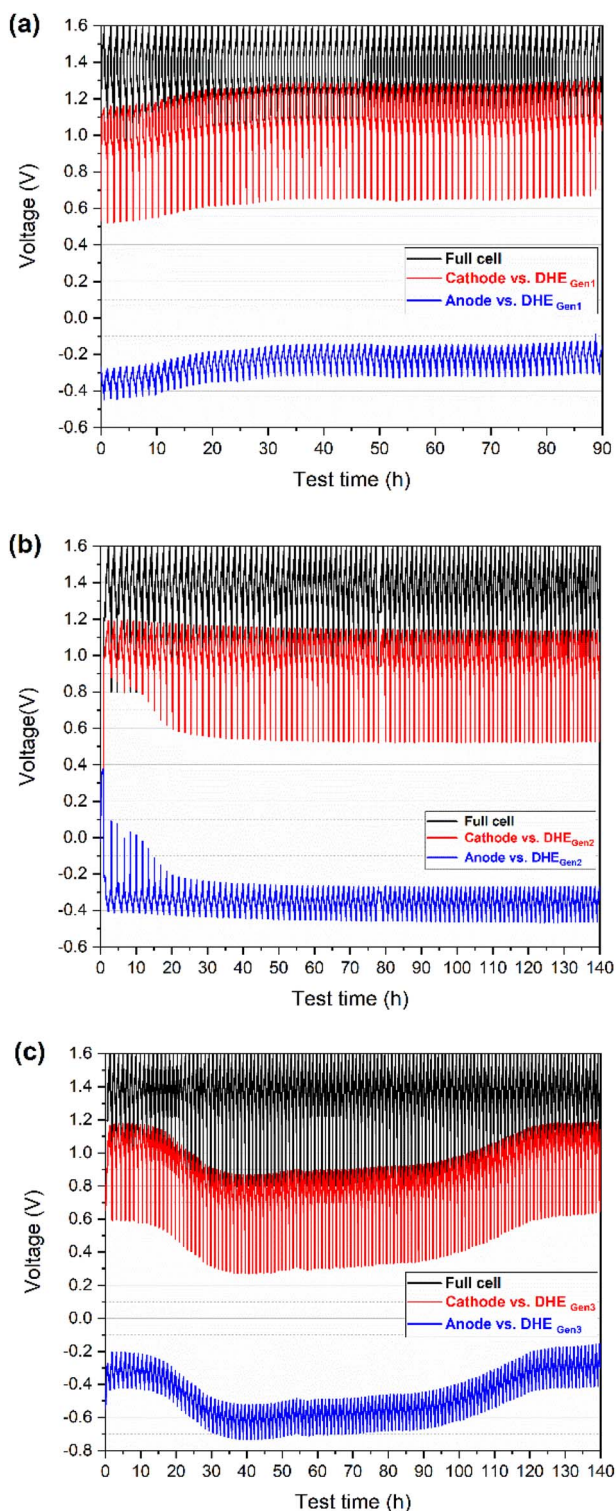 (a)
1.6
1.4
1.2
1.0
0.8
0.6
0.4
0.2
0.0
-0.2
-0.4
-0.6
Voltage (V)
Full cell
Cathode vs. DHE Gen1
Anode vs. DHE Gen1
0 10 20 30 40 50 60 70 80 90
Test time (h)
(b)
1.6
1.4
1.2
1.0
0.8
0.6
0.4
0.2
0.0
-0.2
-0.4
-0.6
Voltage(V)
Full cell
Cathode vs. DHEGen2
Anode vs. DHEGen2
0 10 20 30 40 50 60 70 80 90 100 110 120 130 140
Test time (h)
(c)
1.6
1.4
1.2
1.0
0.8
0.6
0.4
0.2
0.0
-0.2
-0.4
-0.6
-0.8
Voltage (V)
Full cell
Cathode vs. DHE Gen3
Anode vs. DHE Gen3
0 10 20 30 40 50 60 70 80 90 100 110 120 130 140
Test time (h)